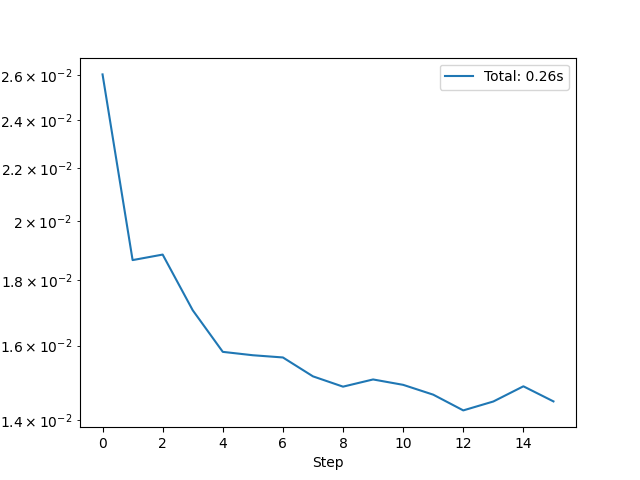 Total: 0.26s
2.6 × 10⁻²
2.4 × 10⁻²
2.2 × 10⁻²
2 × 10⁻²
1.8 × 10⁻²
1.6 × 10⁻²
1.4 × 10⁻²
0 2 4 6 8 10 12 14
Step